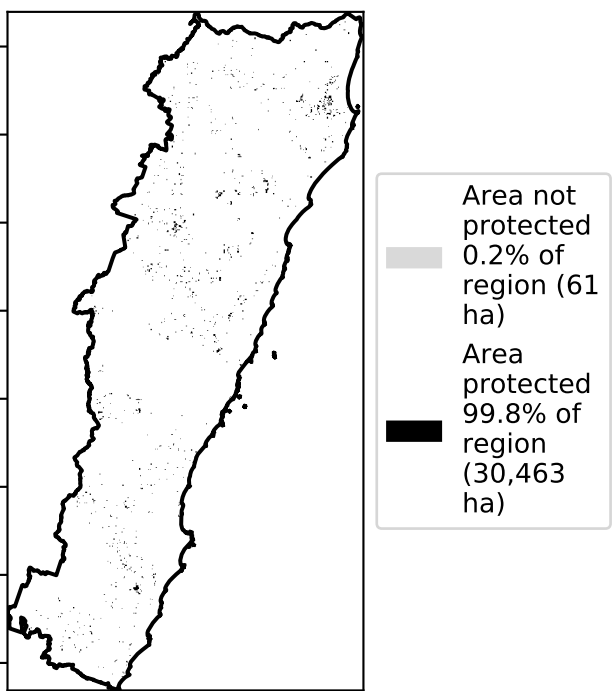 Area not
protected
0.2% of
region (61
ha)
Area
protected
99.8% of
region
(30,463
ha)